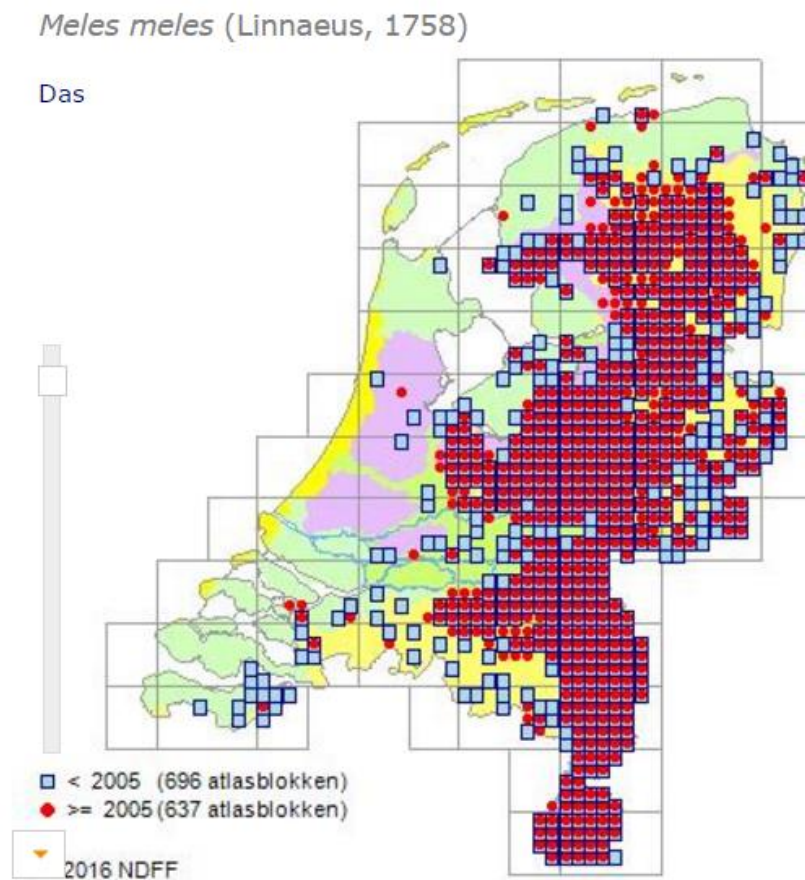 Meles meles (Linnaeus, 1758)
Das
< 2005 (696 atlasblokken)
>= 2005 (637 atlasblokken)
2016 NDFF